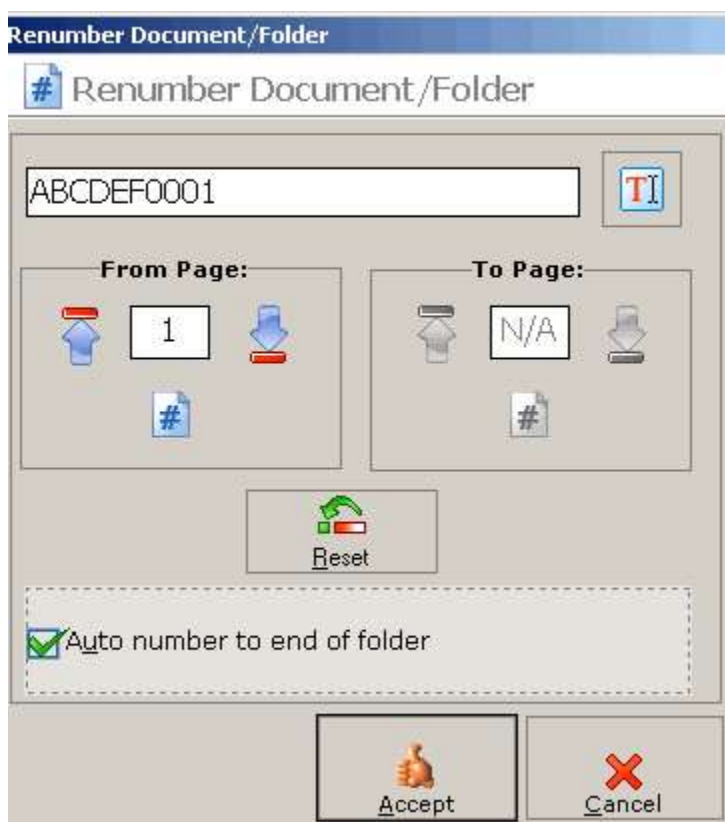 Renumber Document/Folder
# Renumber Document/Folder
ABCDEF0001
TI
From Page:
To Page:
1
N/A
#
#
Reset
Auto number to end of folder
Accept
Cancel